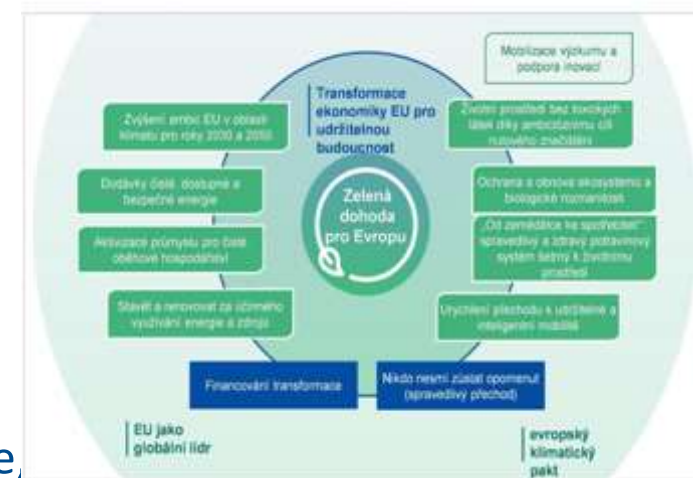 Mobilizace výzkumu a
podpora inovací
Transformace
ekonomiky EU pro
udržitelnou
budoucnost
Zvýšení ambicí EU v oblasti
klimatu pro roky 2030 a 2050
Životní prostředí bez toxických
látek díky ambicióznímu cíli
nulového znečištění
Dodávky čisté, dostupné a
bezpečné energie
Zelená
dohoda
pro Evropu
Ochrana a obnova ekosystémů a
biologické rozmanitosti
Aktivizace průmyslu pro čisté
oběhové hospodářství
„Od zemědělce ke spotřebiteli“:
spravedlivý a zdravý potravinový
systém šetrný k životnímu
prostředí
Stavět a renovovat za účinného
využívání energie a zdrojů
Urychlení přechodu k udržitelné a
inteligentní mobilitě
Financování transformace
Nikdo nesmí zůstat opomenut
(spravedlivý přechod)
EU jako
globální lídr
evropský
klimatický
pakt
e,